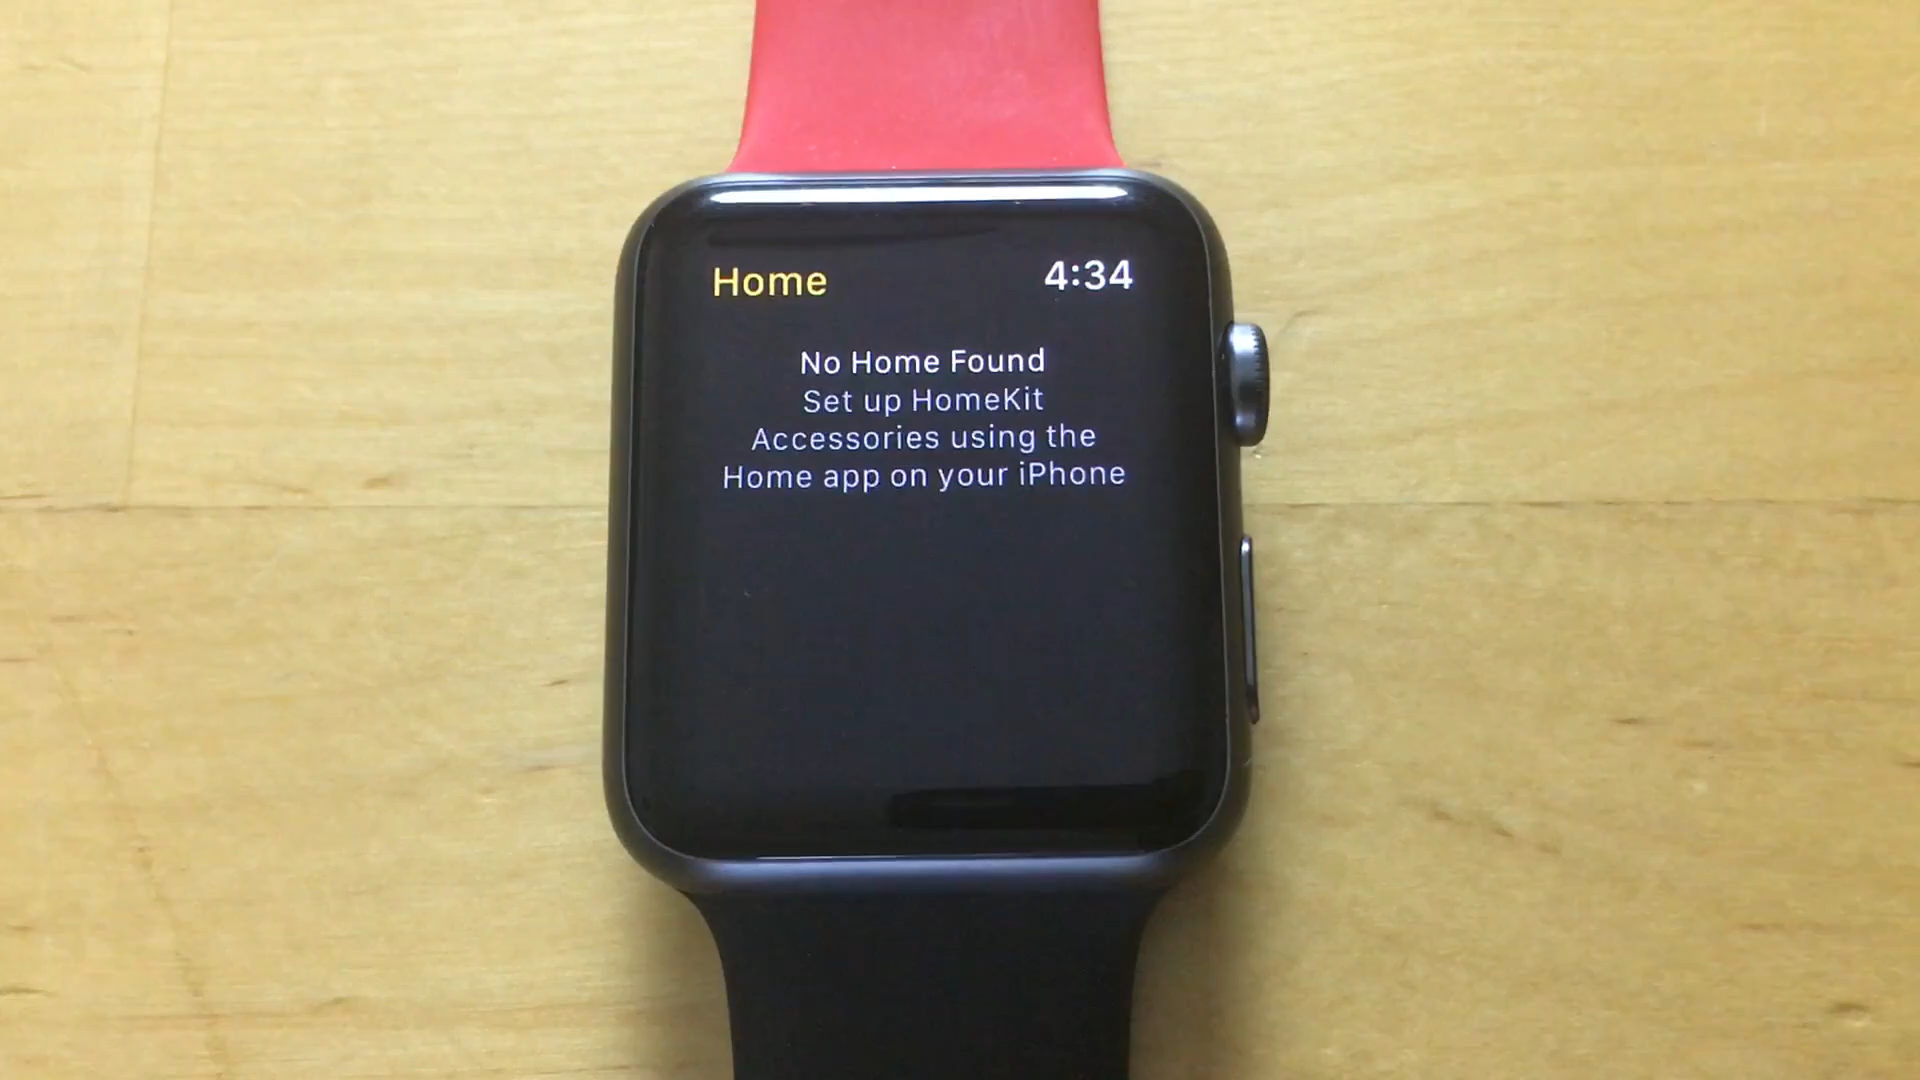 Home 4:34
No Home Found
Set up HomeKit
Accessories using the
Home app on your iPhone